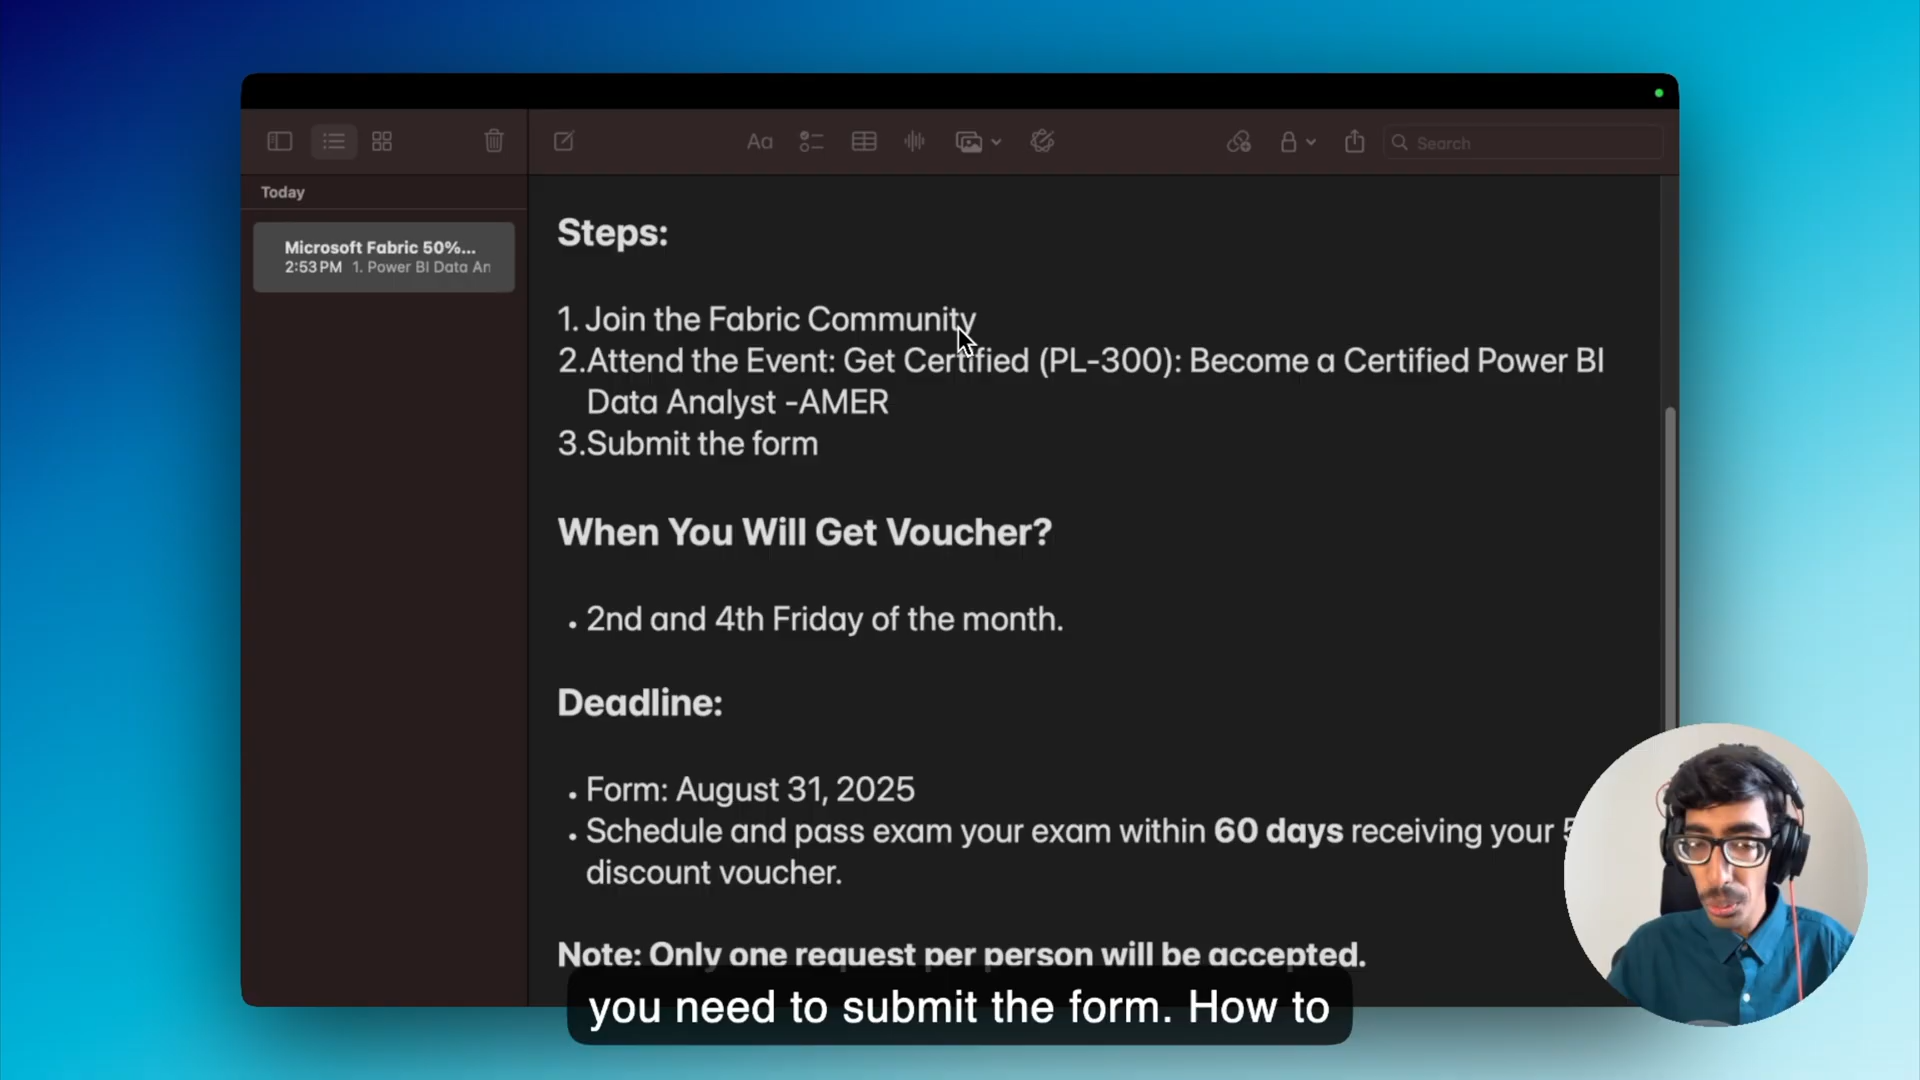 Aa
Search
Today
Microsoft Fabric 50%...
2:53 PM 1. Power BI Data An
Steps:
1. Join the Fabric Community
2.Attend the Event: Get Certified (PL-300): Become a Certified Power BI
Data Analyst -AMER
3.Submit the form
When You Will Get Voucher?
• 2nd and 4th Friday of the month.
Deadline:
• Form: August 31, 2025
• Schedule and pass exam your exam within 60 days receiving your
discount voucher.
Note: Only one request per person will be accepted.
you need to submit the form. How to